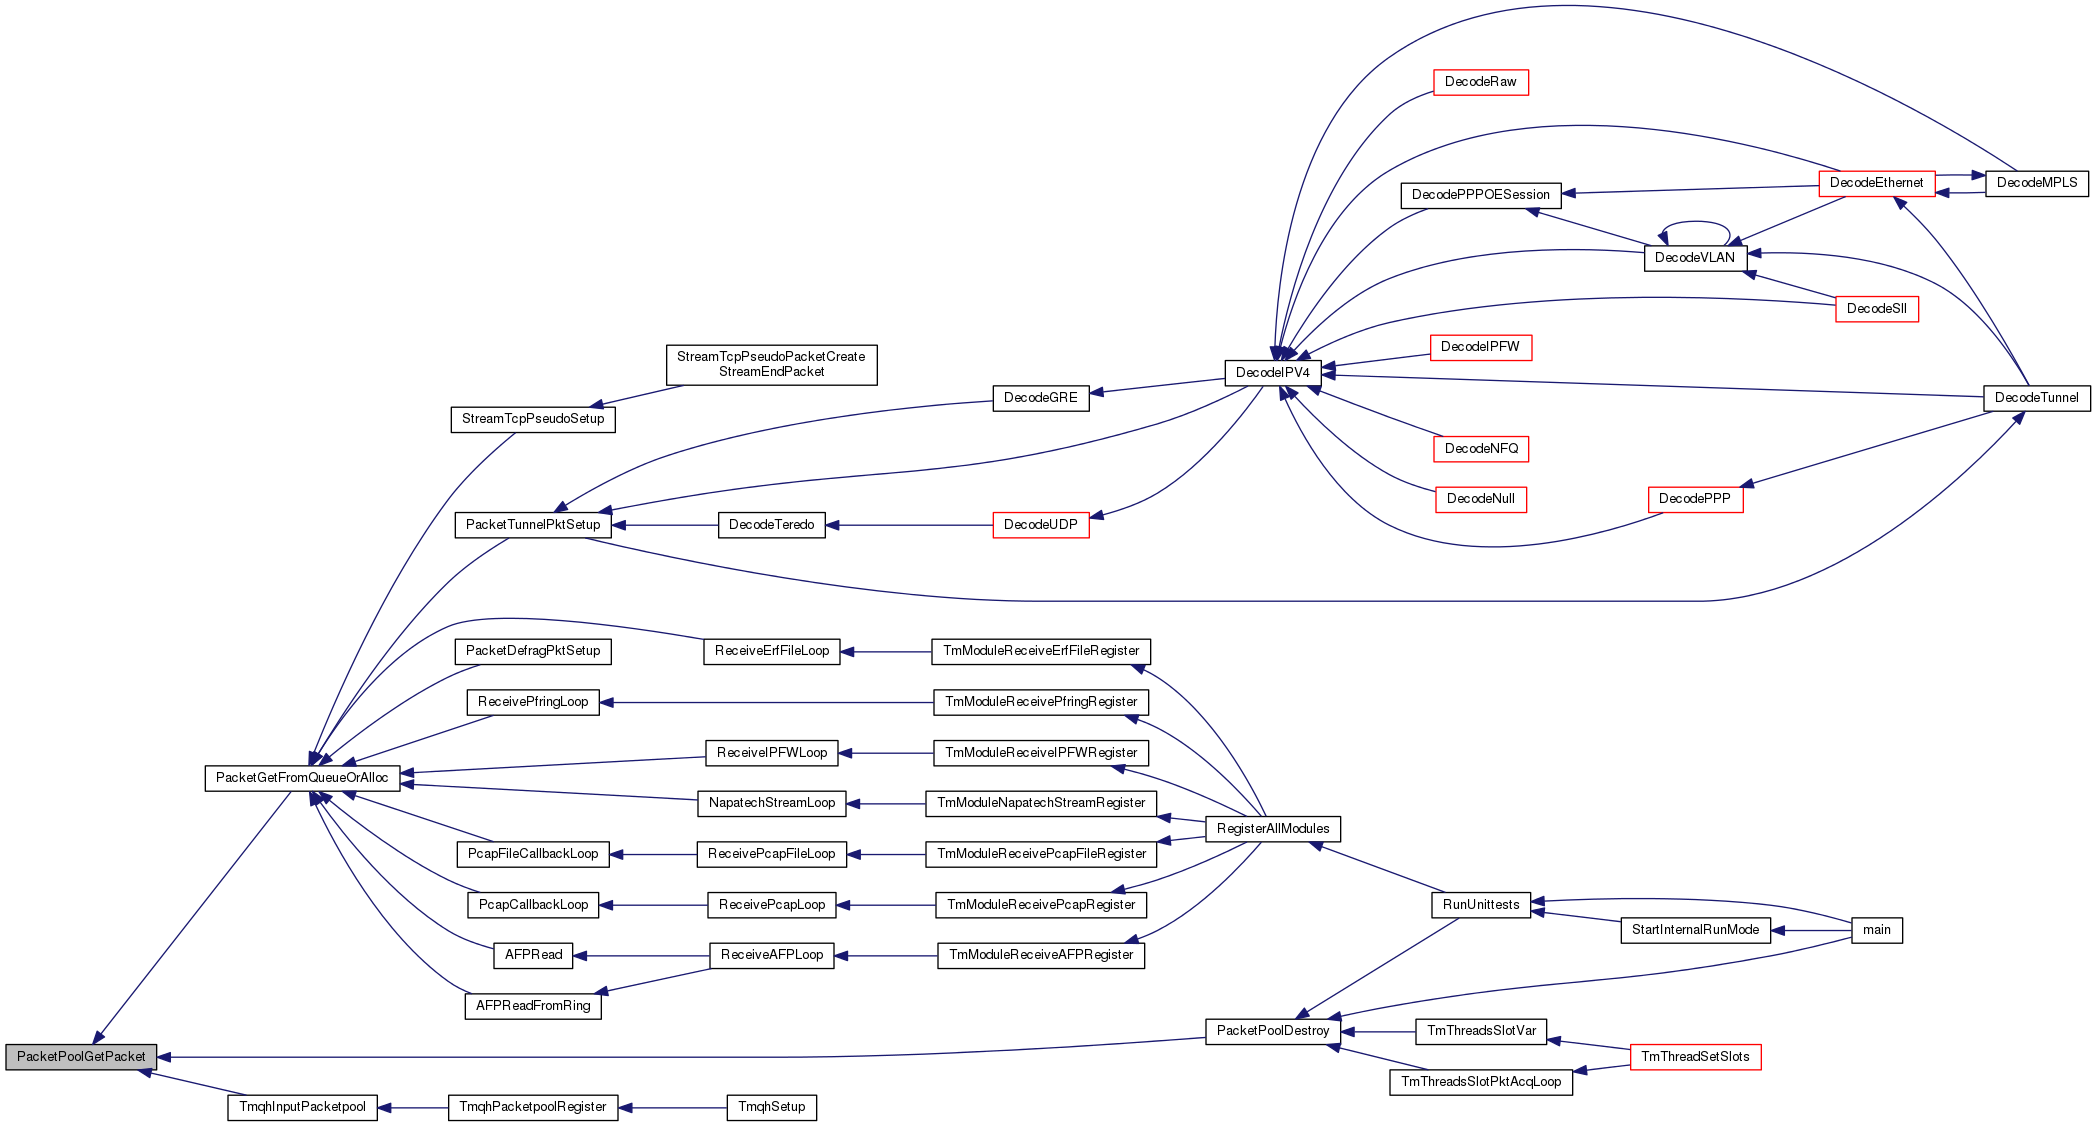 DecodeRaw
DecodeEthernet
DecodeMPLS
DecodePPPOESession
DecodeVLAN
DecodeSll
DecodeIPFW
StreamTcpPseudoPacketCreate
StreamEndPacket
DecodeIPV4
DecodeGRE
DecodeTunnel
StreamTcpPseudoSetup
DecodeNFQ
DecodeNull
DecodePPP
PacketTunnelPktSetup
DecodeTeredo
DecodeUDP
PacketDefragPktSetup
ReceiveErfFileLoop
TmModuleReceiveErfFileRegister
ReceivePfringLoop
TmModuleReceivePfringRegister
ReceiveIPFWLoop
TmModuleReceiveIPFWRegister
PacketGetFromQueueOrAlloc
NapatechStreamLoop
TmModuleNapatechStreamRegister
RegisterAllModules
PcapFileCallbackLoop
ReceivePcapFileLoop
TmModuleReceivePcapFileRegister
PcapCallbackLoop
ReceivePcapLoop
TmModuleReceivePcapRegister
RunUnittests
StartInternalRunMode
main
AFPRead
ReceiveAFPLoop
TmModuleReceiveAFPRegister
AFPReadFromRing
PacketPoolDestroy
TmThreadsSlotVar
PacketPoolGetPacket
TmThreadSetSlots
TmThreadsSlotPktAcqLoop
TmqhInputPacketpool
TmqhPacketpoolRegister
TmqhSetup